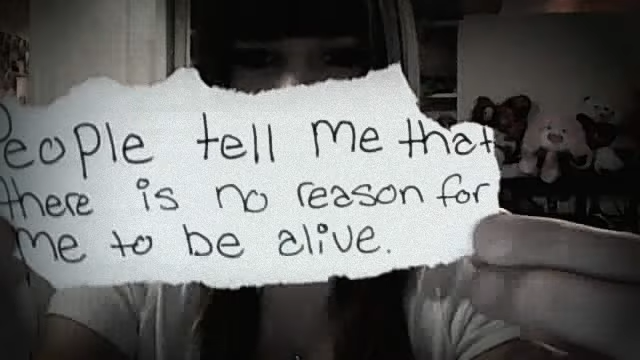 People tell me that
there is no reason for
me to be alive.